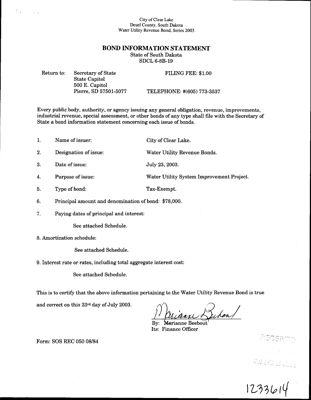 City of Clear Lake
Deuel County, South Dakota
Water Utility Revenue Bond, Series 2003
BOND INFORMATION STATEMENT
State of South Dakota
SDCL 6-8B-19
Return to: Secretary of State FILING FEE: $1.00
State Capitol
500 E. Capitol
Pierre, SD 57501-5077 TELEPHONE #(605) 773-3537
Every public body, authority, or agency issuing any general obligation, revenue, improvements,
industrial revenue, special assessment, or other bonds of any type shall file with the Secretary of
State a bond information statement concerning each issue of bonds.
1. Name of issuer: City of Clear Lake.
2. Designation of issue: Water Utility Revenue Bonds.
3. Date of issue: July 23, 2003.
4. Purpose of issue: Water Utility System Improvement Project.
5. Type of bond: Tax-Exempt.
6. Principal amount and denomination of bond: $78,000.
7. Paying dates of principal and interest:
See attached Schedule.
8. Amortization schedule:
See attached Schedule.
9. Interest rate or rates, including total aggregate interest cost:
See attached Schedule.
This is to certify that the above information pertaining to the Water Utility Revenue Bond is true
and correct on this 23rd day of July 2003.
Marianne Beebout
By: Marianne Beebout
Its: Finance Officer
Form: SOS REC 050 08/84
1233614